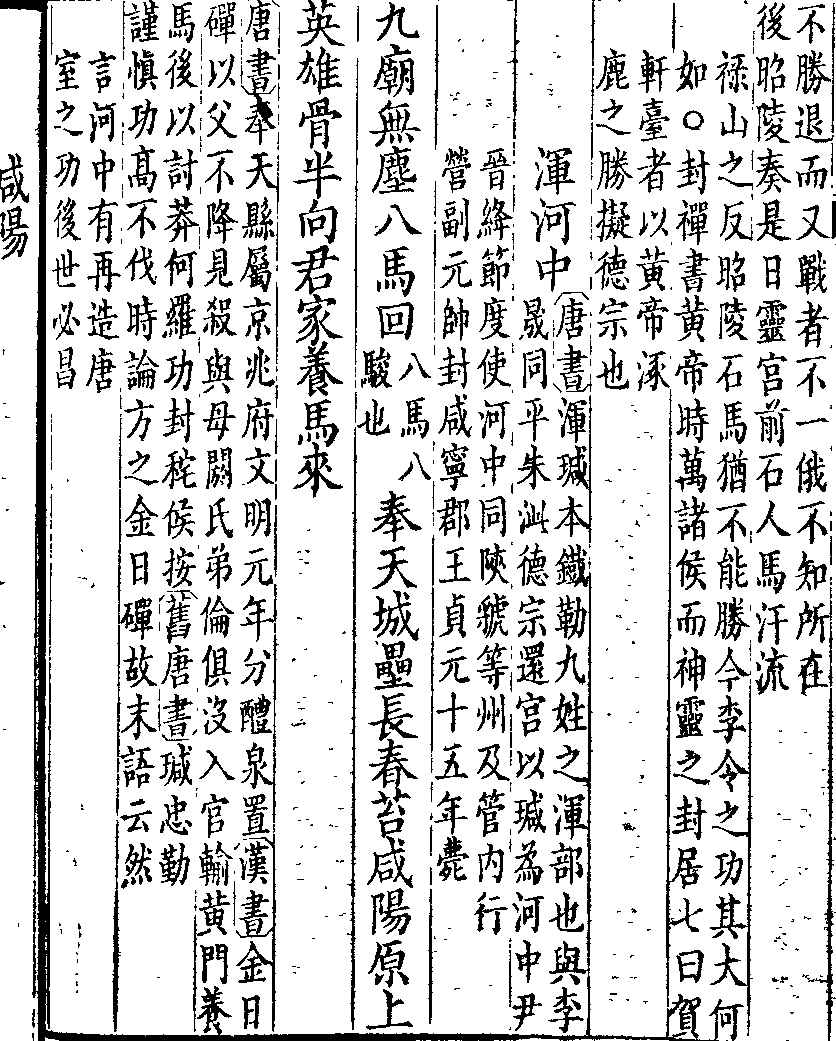 不勝退而又戰者不一俄不知所在
後昭陵奏是日靈宮前石人馬汗流
禄山之反昭陵石馬猶不能勝今李令之功其大何
如○封禪書黄帝時萬諸侯而神靈之封居七曰賀
軒臺者以黄帝涿
鹿之勝擬德宗也
渾河中
唐書渾瑊本鐵勒九姓之渾部也與李
晟同平朱泚德宗還宮以瑊為河中尹
晉絳節度使河中同陝虢等州及管内行
營副元帥封咸寧郡王貞元十五年薨
九廟無塵八馬回
八馬八
駿也
奉天城壘長春苔咸陽原上
英雄骨半向君家養馬來
唐書奉天縣屬京兆府文明元年分醴泉置漢書金日
磾以父不降見殺與母閼氏弟倫俱沒入官輸黄門養
馬後以討莽何羅功封秺侯按舊唐書瑊忠勤
謹慎功高不伐時論方之金日磾故末語云然
言河中有再造唐
室之功後世必昌
咸陽